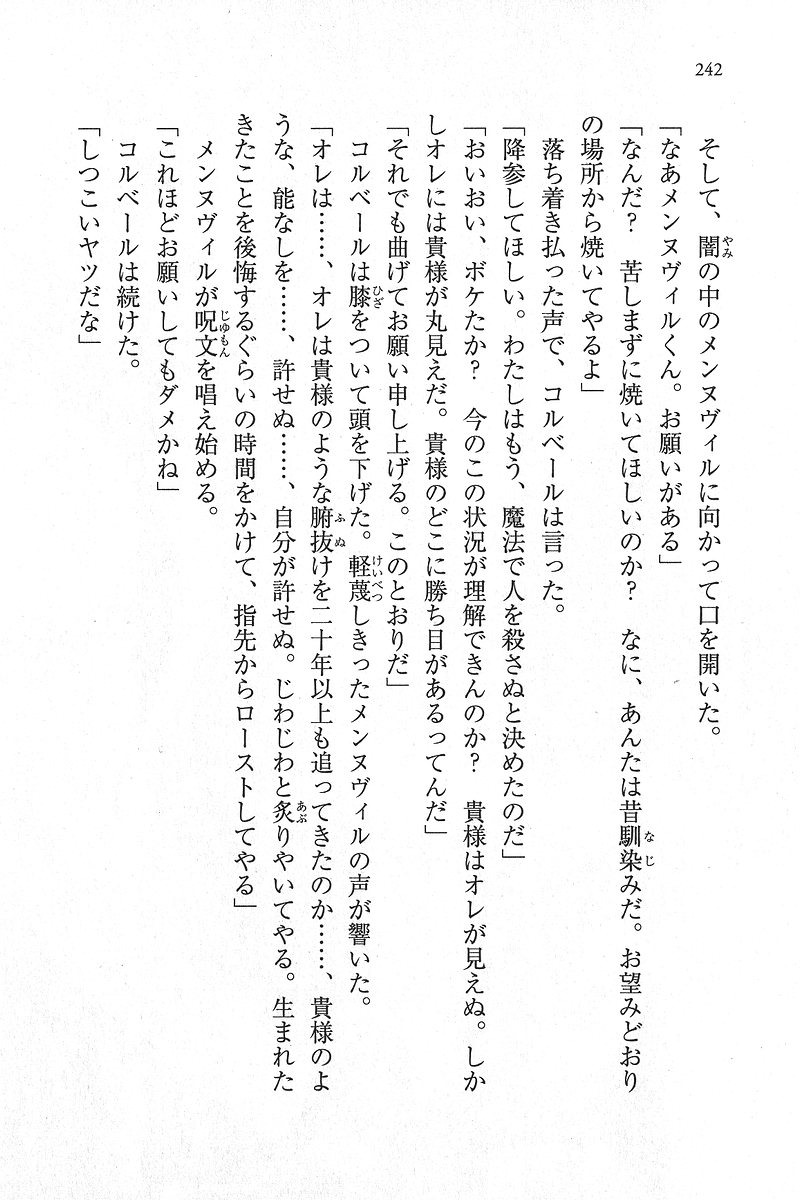 242
そして、闇の中のメンヌヴィルに向かって口を開いた。
「なあメンヌヴィルくん。お願いがある」
「なんだ？　苦しまずに焼いてほしいのか？　なに、あんたは昔馴染みだ。お望みどおり
の場所から焼いてやるよ」
落ち着き払った声で、コルベールは言った。
「降参してほしい。わたしはもう、魔法で人を殺さぬと決めたのだ」
「おいおい、ボケたか？　今のこの状況が理解できんのか？　貴様はオレが見えぬ。しか
しオレには貴様が丸見えだ。貴様のどこに勝ち目があるってんだ」
「それでも曲げてお願い申し上げる。このとおりだ」
コルベールは膝をついて頭を下げた。軽蔑しきったメンヌヴィルの声が響いた。
「オレは……、オレは貴様のような腑抜けを二十年以上も追ってきたのか……、貴様のよ
うな、能なしを……、許せぬ……、自分が許せぬ。じわじわと炙りやいてやる。生まれた
きたことを後悔するぐらいの時間をかけて、指先からローストしてやる」
メンヌヴィルが呪文を唱え始める。
「これほどお願いしてもダメかね」
コルベールは続けた。
「しつこいヤツだな」